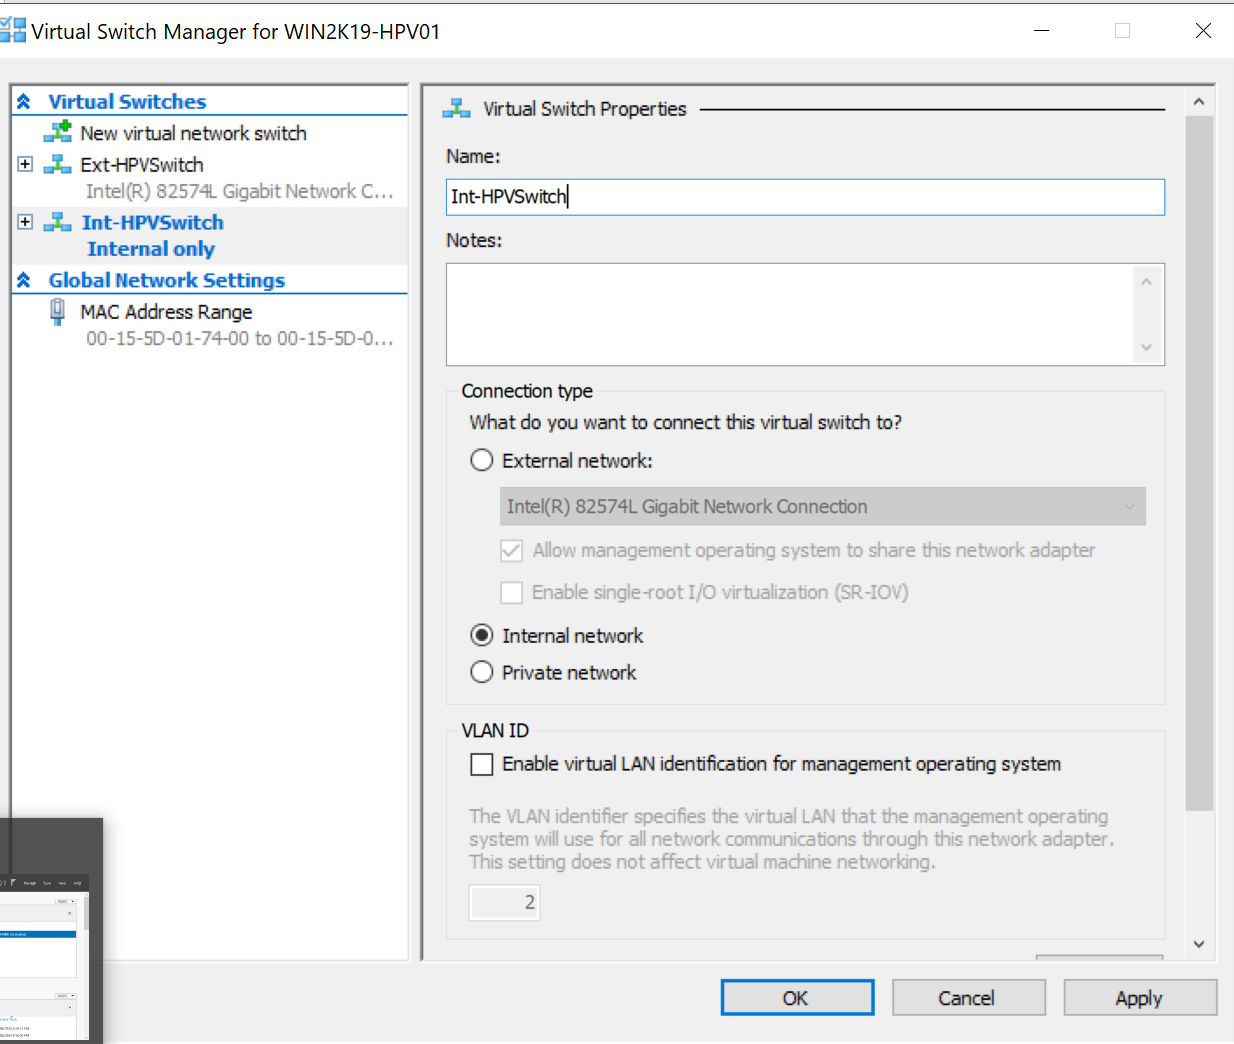 Virtual Switch Manager for WIN2K19-HPV01
Virtual Switches
New virtual network switch
Ext-HPVSwitch
Intel(R) 82574L Gigabit Network C...
Int-HPVSwitch
Internal only
Global Network Settings
MAC Address Range
00-15-5D-01-74-00 to 00-15-5D-0...
Virtual Switch Properties
Name:
Int-HPVSwitch
Notes:
Connection type
What do you want to connect this virtual switch to?
External network:
Intel(R) 82574L Gigabit Network Connection
Allow management operating system to share this network adapter
Enable single-root I/O virtualization (SR-IOV)
Internal network
Private network
VLAN ID
Enable virtual LAN identification for management operating system
The VLAN identifier specifies the virtual LAN that the management operating
system will use for all network communications through this network adapter.
This setting does not affect virtual machine networking.
2
OK
Cancel
Apply
Manage Tools View Help